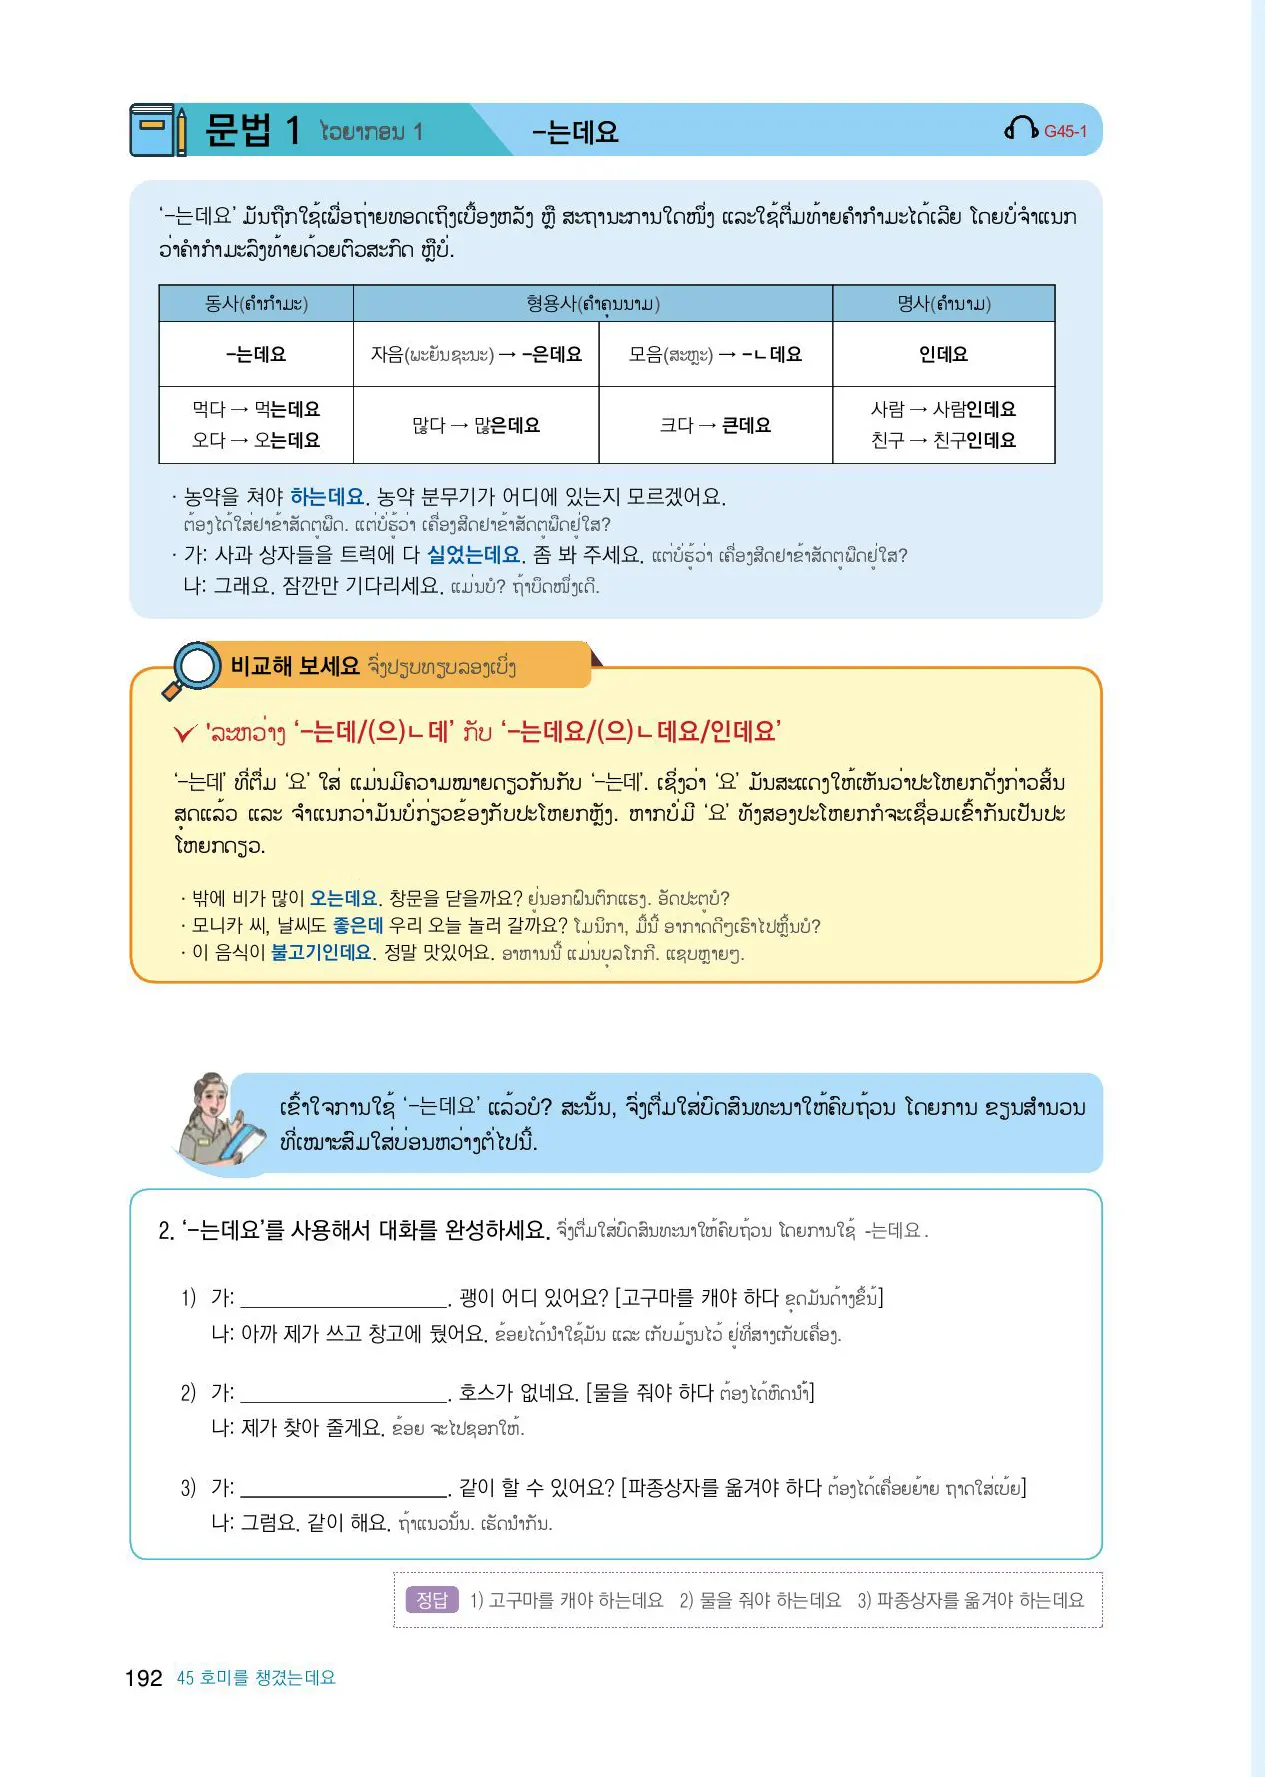 문법 1 ໄວຍາກອນ 1 -는데요 G45-1
‘-는데요’ ມັນຖືກໃຊ້ເພື່ອຖ່າຍທອດເຖິງເບື້ອງຫລັງ ຫຼື ສະຖານະການໃດໜຶ່ງ ແລະໃຊ້ຕື່ມທ້າຍຄຳກຳມະໄດ້ເລີຍ ໂດຍບໍ່ຈຳແນກ
ວ່າຄຳກຳມະລົງທ້າຍດ້ວຍຕົວສະກົດ ຫຼືບໍ່.
동사(ຄຳກຳມະ) 형용사(ຄຳຄຸນນາມ) 명사(ຄຳນາມ)
-는데요 자음(ພະຍັນຊະນະ) → -은데요 모음(ສະຫຼະ) → -ㄴ데요 인데요
먹다 → 먹는데요 많다 → 많은데요 크다 → 큰데요 사람 → 사람인데요
오다 → 오는데요 친구 → 친구인데요
· 농약을 쳐야 하는데요. 농약 분무기가 어디에 있는지 모르겠어요.
ຕ້ອງໄດ້ໃສ່ຢາຂ້າສັດຕູພືດ. ແຕ່ບໍ່ຮູ້ວ່າ ເຄື່ອງສີດຢາຂ້າສັດຕູພືດຢູ່ໃສ?
· 가: 사과 상자들을 트럭에 다 실었는데요. 좀 봐 주세요. ແຕ່ບໍ່ຮູ້ວ່າ ເຄື່ອງສີດຢາຂ້າສັດຕູພືດຢູ່ໃສ?
나: 그래요. 잠깐만 기다리세요. ແມ່ນບໍ? ຖ້າບຶດໜຶ່ງເດີ.
비교해 보세요 ຈົ່ງປຽບທຽບລອງເບິ່ງ
'ລະຫວ່າງ ‘-는데/(으)ㄴ데’ ກັບ ‘-는데요/(으)ㄴ데요/인데요’
‘-는데’ ທີ່ຕື່ມ ‘요’ ໃສ່ ແມ່ນມີຄວາມໝາຍດຽວກັນກັບ ‘-는데’. ເຊິ່ງວ່າ ‘요’ ມັນສະແດງໃຫ້ເຫັນວ່າປະໂຫຍກດັ່ງກ່າວສິ້ນ
ສຸດແລ້ວ ແລະ ຈຳແນກວ່າມັນບໍ່ກ່ຽວຂ້ອງກັບປະໂຫຍກຫຼັງ. ຫາກບໍ່ມີ ‘요’ ທັງສອງປະໂຫຍກກໍຈະເຊື່ອມເຂົ້າກັນເປັນປະ
ໂຫຍກດຽວ.
· 밖에 비가 많이 오는데요. 창문을 닫을까요? ຢູ່ນອກຝົນຕົກແຮງ. ອັດປະຕູບໍ?
· 모니카 씨, 날씨도 좋은데 우리 오늘 놀러 갈까요? ໂມນິກາ, ມື້ນີ້ ອາກາດດີໆເຮົາໄປຫຼິ້ນບໍ?
· 이 음식이 불고기인데요. 정말 맛있어요. ອາຫານນີ້ ແມ່ນບຸລໂກກີ. ແຊບຫຼາຍໆ.
ເຂົ້າໃຈການໃຊ້ ‘-는데요’ ແລ້ວບໍ? ສະນັ້ນ, ຈົ່ງຕື່ມໃສ່ບົດສົນທະນາໃຫ້ຄົບຖ້ວນ ໂດຍການ ຂຽນສຳນວນ
ທີ່ເໝາະສົມໃສ່ບ່ອນຫວ່າງຕໍ່ໄປນີ້.
2. ‘-는데요’를 사용해서 대화를 완성하세요. ຈົ່ງຕື່ມໃສ່ບົດສົນທະນາໃຫ້ຄົບຖ້ວນ ໂດຍການໃຊ້ -는데요.
1) 가: ____________________. 괭이 어디 있어요? [고구마를 캐야 하다 ຂຸດມັນດ້າງຂຶ້ນ້]
나: 아까 제가 쓰고 창고에 뒀어요. ຂ້ອຍໄດ້ນຳໃຊ້ມັນ ແລະ ເກັບມ້ຽນໄວ້ ຢູ່ທີ່ສາງເກັບເຄື່ອງ.
2) 가: ____________________. 호스가 없네요. [물을 줘야 하다 ຕ້ອງໄດ້ຫົດນ້ຳ]
나: 제가 찾아 줄게요. ຂ້ອຍ ຈະໄປຊອກໃຫ້.
3) 가: ____________________. 같이 할 수 있어요? [파종상자를 옮겨야 하다 ຕ້ອງໄດ້ເຄື່ອຍຍ້າຍ ຖາດໃສ່ເບ້ຍ]
나: 그럼요. 같이 해요. ຖ້າແນວນັ້ນ. ເຮັດນຳກັນ.
정답 1) 고구마를 캐야 하는데요 2) 물을 줘야 하는데요 3) 파종상자를 옮겨야 하는데요
192 45 호미를 챙겼는데요